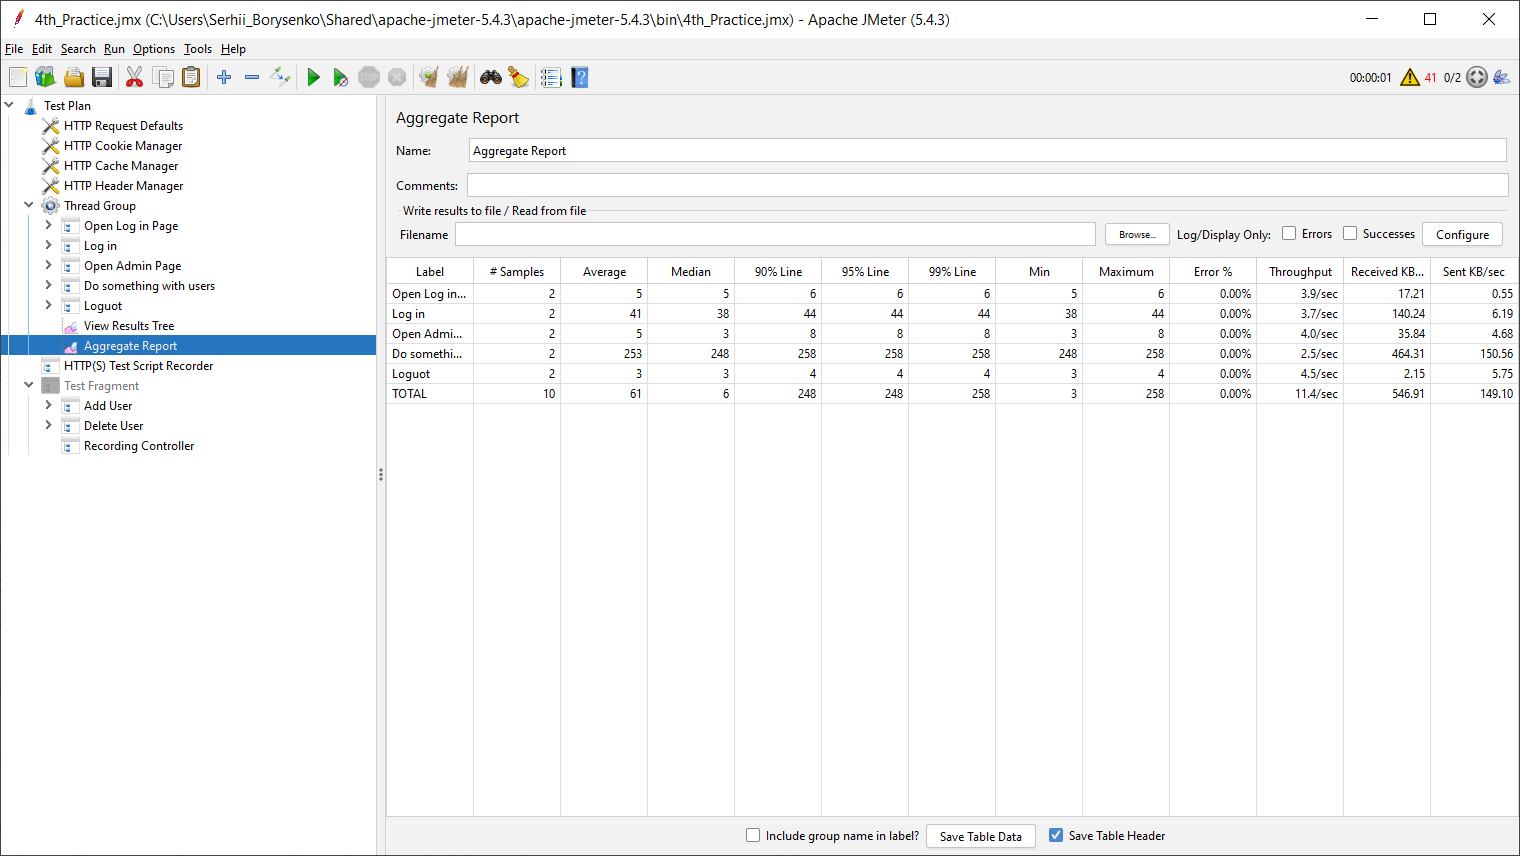 4th_Practice.jmx (C:\Users\Serhii_Borysenko\Shared\apache-jmeter-5.4.3\apache-jmeter-5.4.3\bin\4th_Practice.jmx) - Apache JMeter (5.4.3)
File Edit Search Run Options Tools Help
STOP 00:00:01 41 0/2
Test Plan
HTTP Request Defaults
HTTP Cookie Manager
HTTP Cache Manager
HTTP Header Manager
Thread Group
Open Log in Page
Log in
Open Admin Page
Do something with users
Loguot
View Results Tree
Aggregate Report
HTTP(S) Test Script Recorder
Test Fragment
Add User
Delete User
Recording Controller
Aggregate Report
Name: Aggregate Report
Comments:
Write results to file / Read from file
Filename Browse... Log/Display Only: Errors Successes Configure
Label # Samples Average Median 90% Line 95% Line 99% Line Min Maximum Error % Throughput Received KB... Sent KB/sec
Open Log in... 2 5 5 6 6 6 5 6 0.00% 3.9/sec 17.21 0.55
Log in 2 41 38 44 44 44 38 44 0.00% 3.7/sec 140.24 6.19
Open Admi... 2 5 3 8 8 8 3 8 0.00% 4.0/sec 35.84 4.68
Do somethi... 2 253 248 258 258 258 248 258 0.00% 2.5/sec 464.31 150.56
Loguot 2 3 3 4 4 4 3 4 0.00% 4.5/sec 2.15 5.75
TOTAL 10 61 6 248 248 258 3 258 0.00% 11.4/sec 546.91 149.10
Include group name in label? Save Table Data Save Table Header